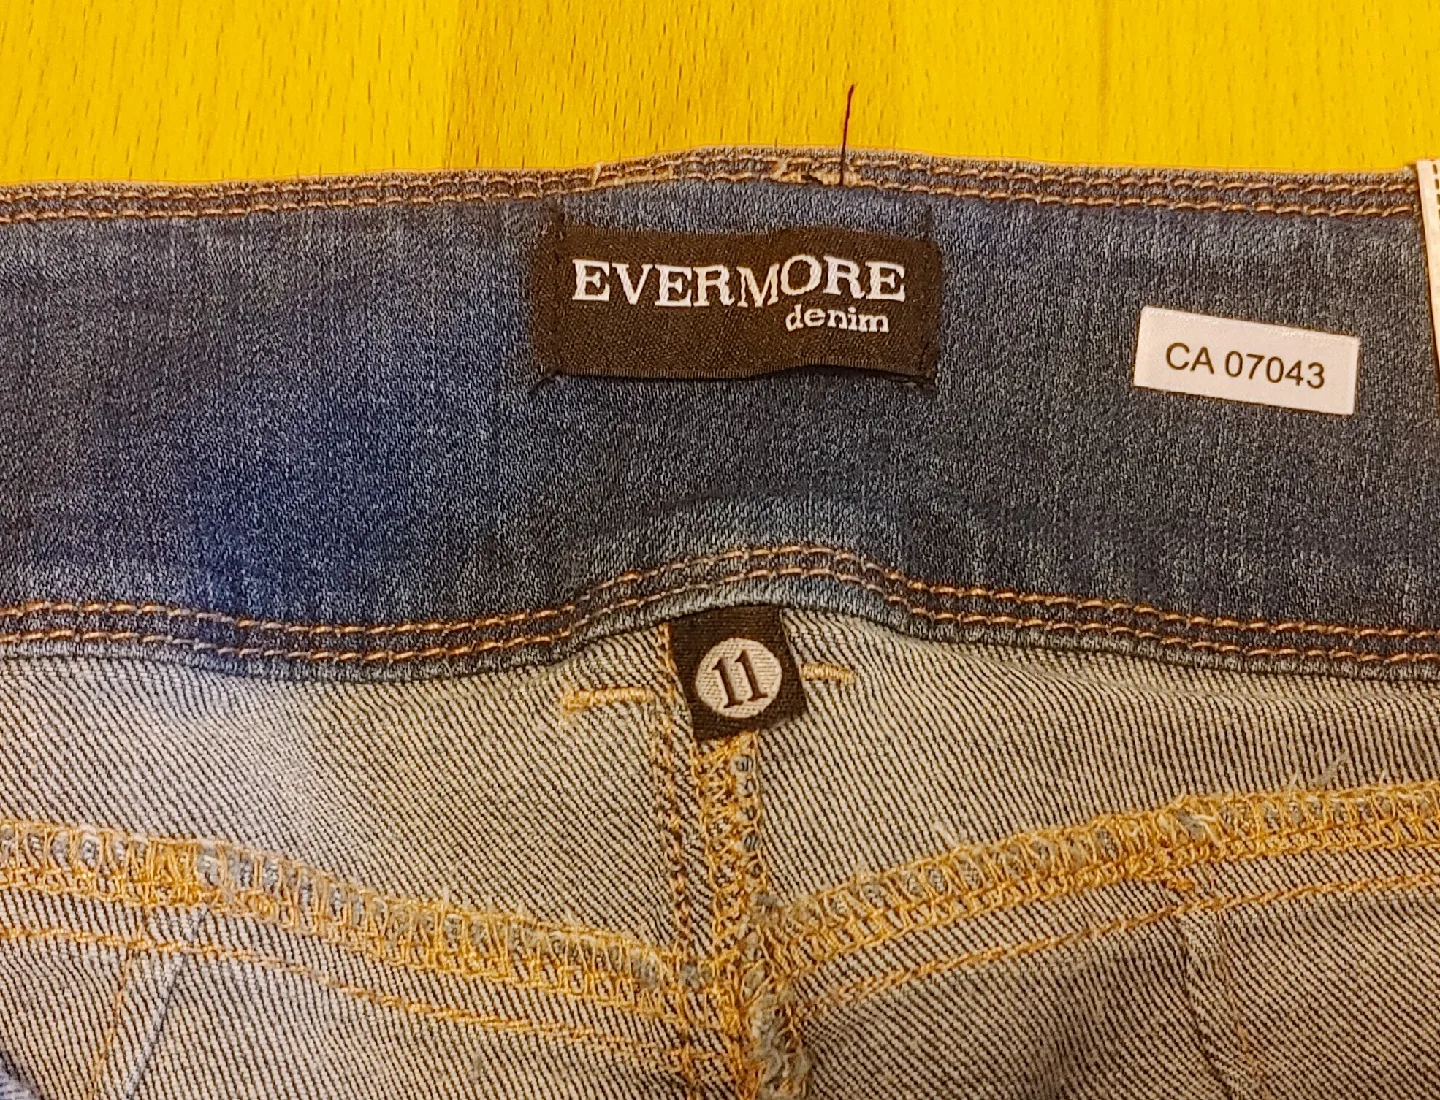 EVERMORE
denim
CA 07043
11